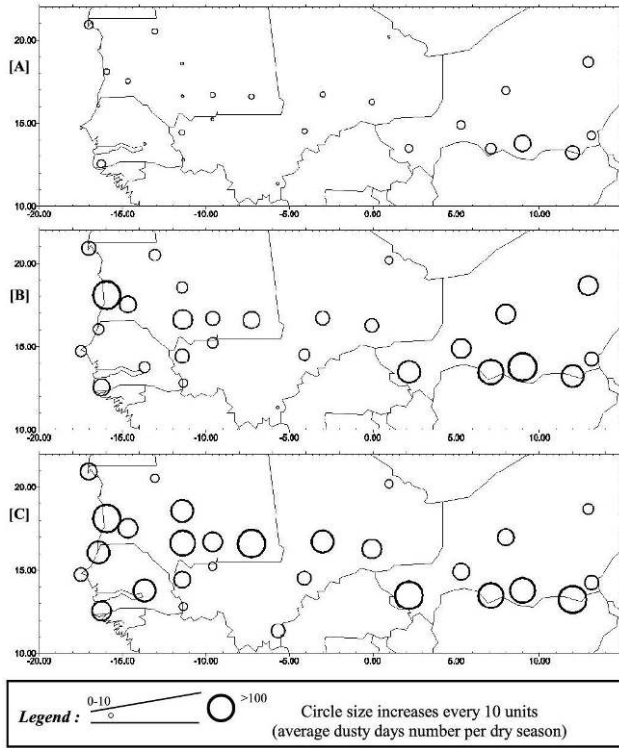 [A]
15.00
10.00
-20.00 -15.00 -10.00 -5.00 0.00 5.00 10.00
[B]
20.00
15.00
10.00
-20.00 -15.00 -10.00 -5.00 0.00 5.00 10.00
[C]
20.00
15.00
10.00
-20.00 -15.00 -10.00 -5.00 0.00 5.00 10.00
Legend :
0-10
>100
Circle size increases every 10 units
(average dusty days number per dry season)